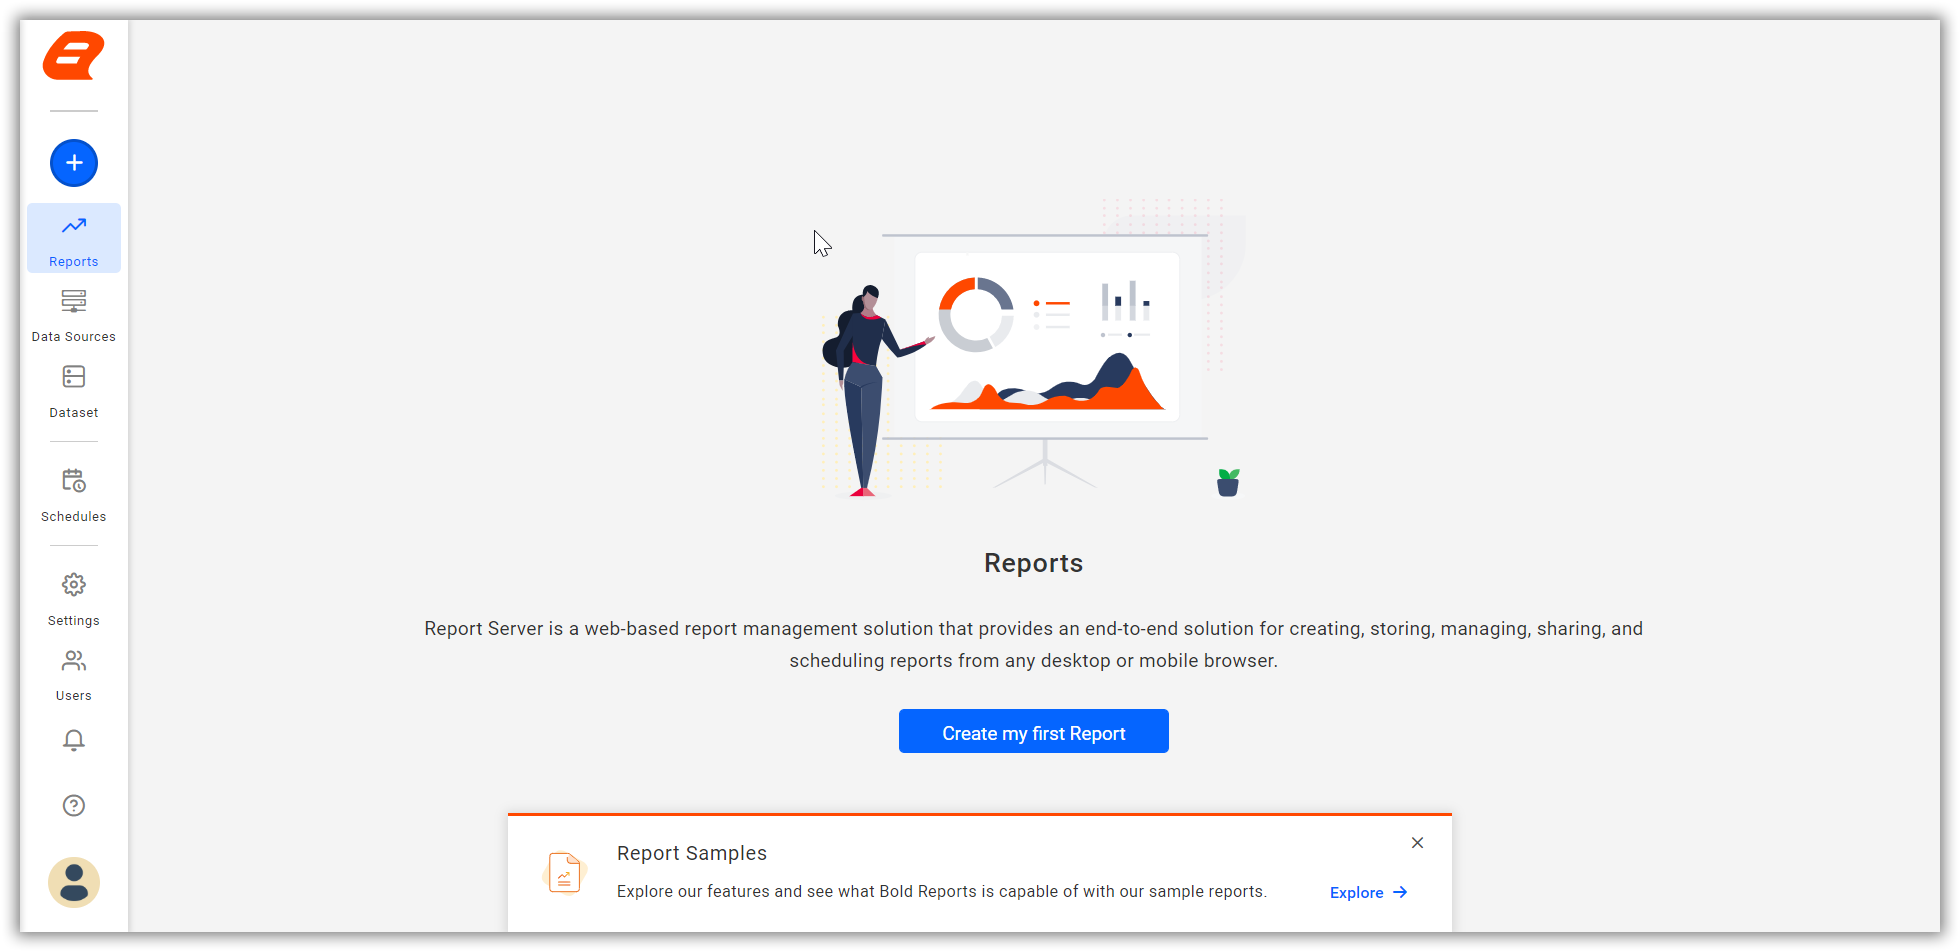 Reports
Data Sources
Dataset
Schedules
Settings
Users
Reports
Report Server is a web-based report management solution that provides an end-to-end solution for creating, storing, managing, sharing, and
scheduling reports from any desktop or mobile browser.
Create my first Report
Report Samples
Explore our features and see what Bold Reports is capable of with our sample reports.
Explore